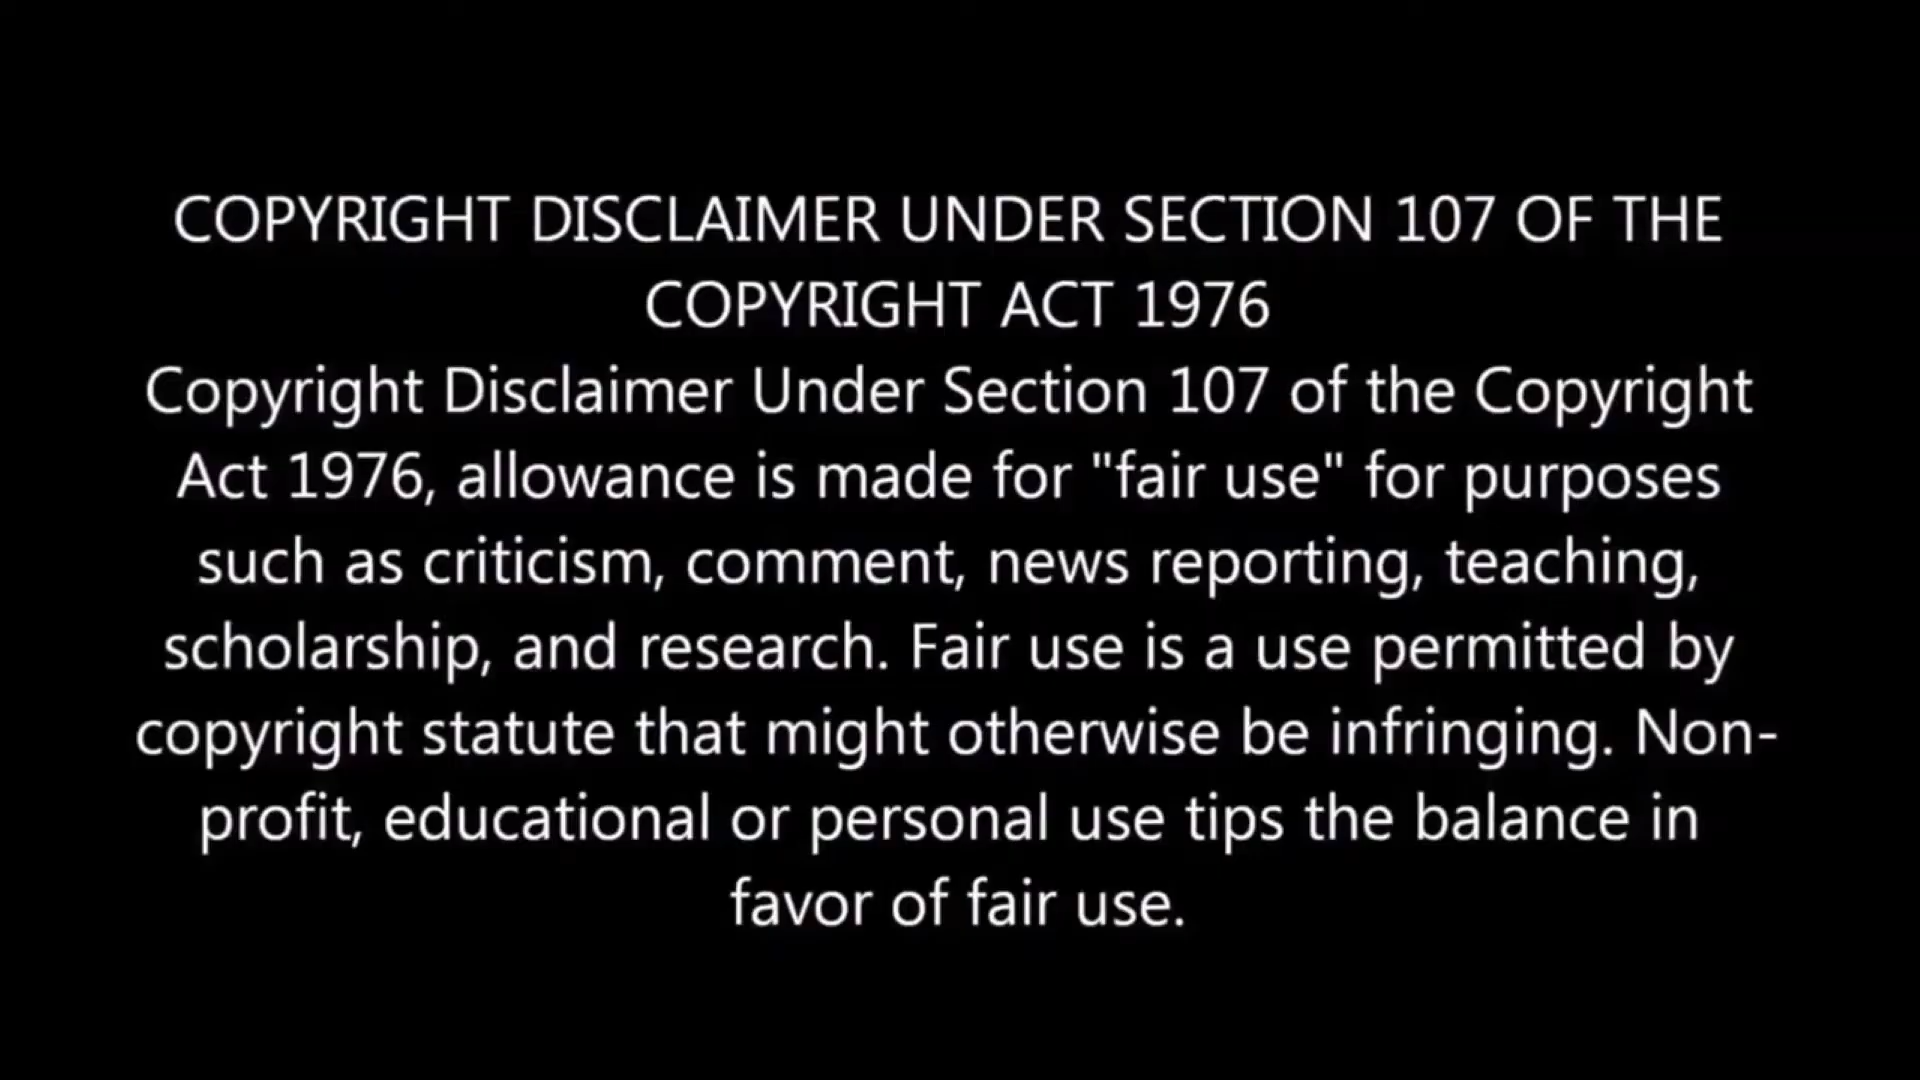 COPYRIGHT DISCLAIMER UNDER SECTION 107 OF THE
COPYRIGHT ACT 1976
Copyright Disclaimer Under Section 107 of the Copyright
Act 1976, allowance is made for "fair use" for purposes
such as criticism, comment, news reporting, teaching,
scholarship, and research. Fair use is a use permitted by
copyright statute that might otherwise be infringing. Non-
profit, educational or personal use tips the balance in
favor of fair use.